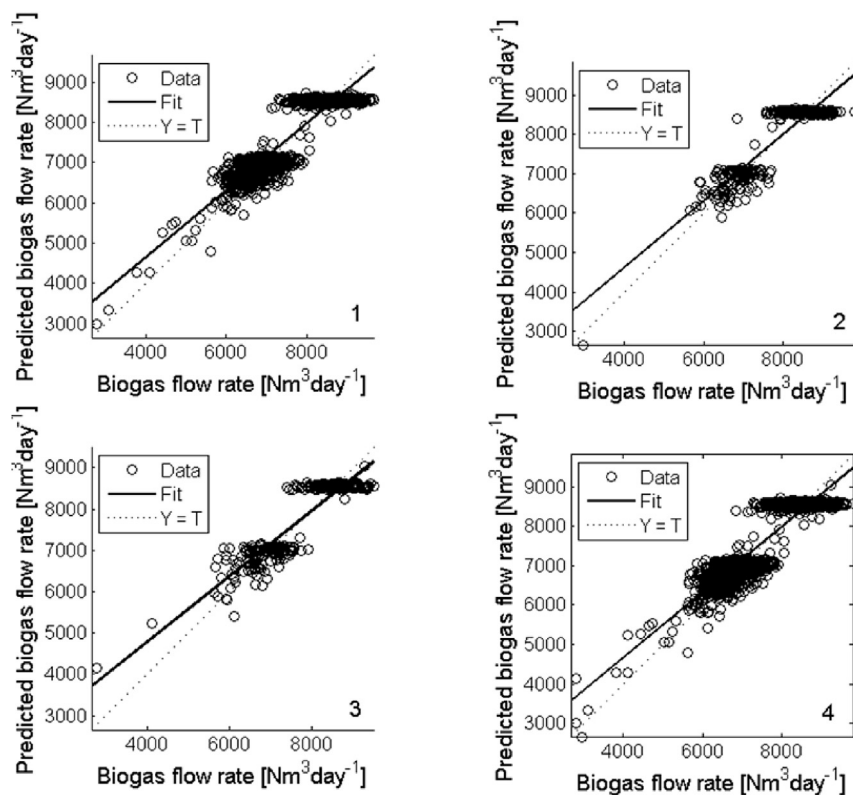 Predicted biogas flow rate [Nm³day⁻¹]
9000
8000
7000
6000
5000
4000
3000
Data
Fit
Y = T
1
4000 6000 8000
Biogas flow rate [Nm³day⁻¹]
Predicted biogas flow rate [Nm³day⁻¹]
9000
8000
7000
6000
5000
4000
3000
Data
Fit
Y = T
2
4000 6000 8000
Biogas flow rate [Nm³day⁻¹]
Predicted biogas flow rate [Nm³day⁻¹]
9000
8000
7000
6000
5000
4000
3000
Data
Fit
Y = T
3
4000 6000 8000
Biogas flow rate [Nm³day⁻¹]
Predicted biogas flow rate [Nm³day⁻¹]
9000
8000
7000
6000
5000
4000
3000
Data
Fit
Y = T
4
4000 6000 8000
Biogas flow rate [Nm³day⁻¹]